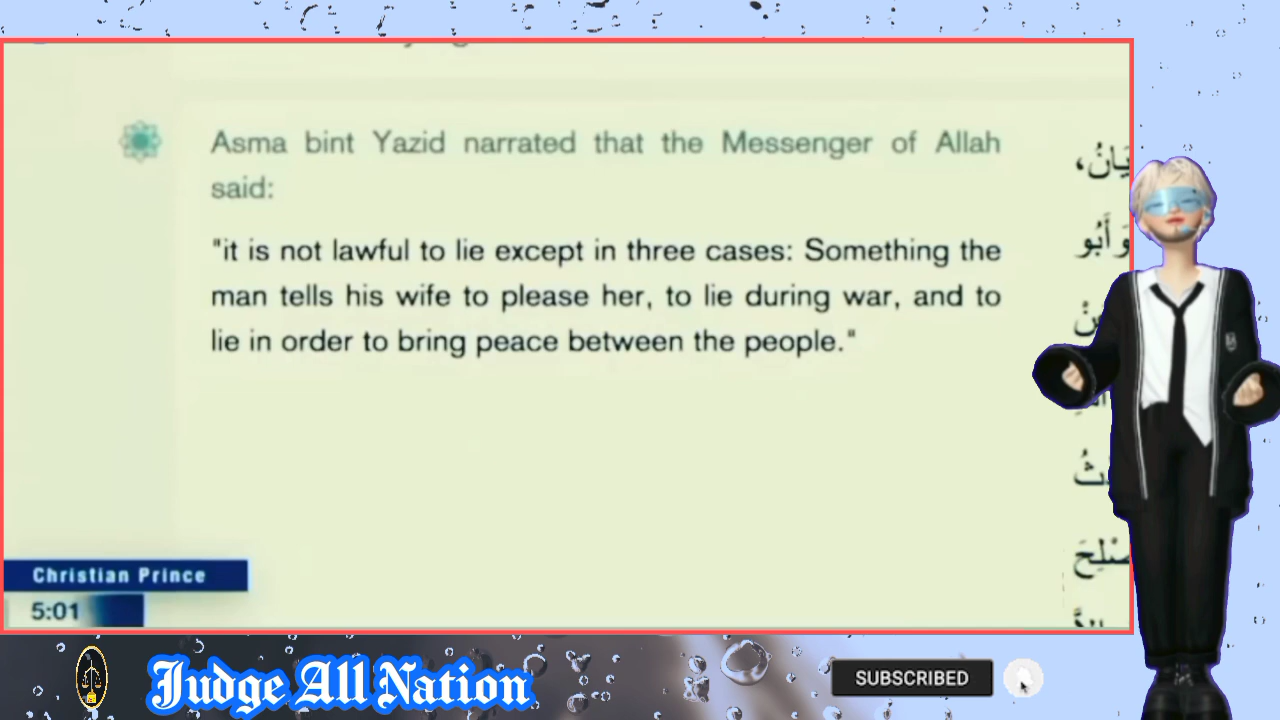 Asma bint Yazid narrated that the Messenger of Allah
said:
"it is not lawful to lie except in three cases: Something the
man tells his wife to please her, to lie during war, and to
lie in order to bring peace between the people."
Christian Prince
5:01
Judge All Nation
SUBSCRIBED